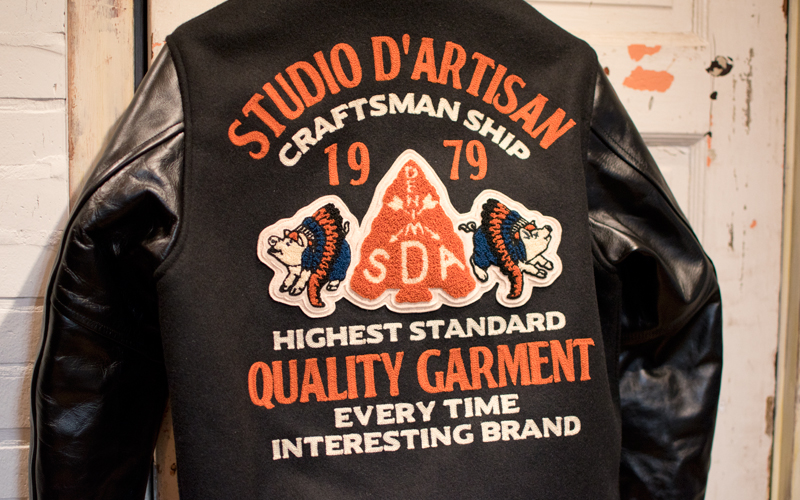 STUDIO D'ARTISAN
CRAFTSMAN SHIP
19 79
DENIM
SDA
HIGHEST STANDARD
QUALITY GARMENT
EVERY TIME
INTERESTING BRAND